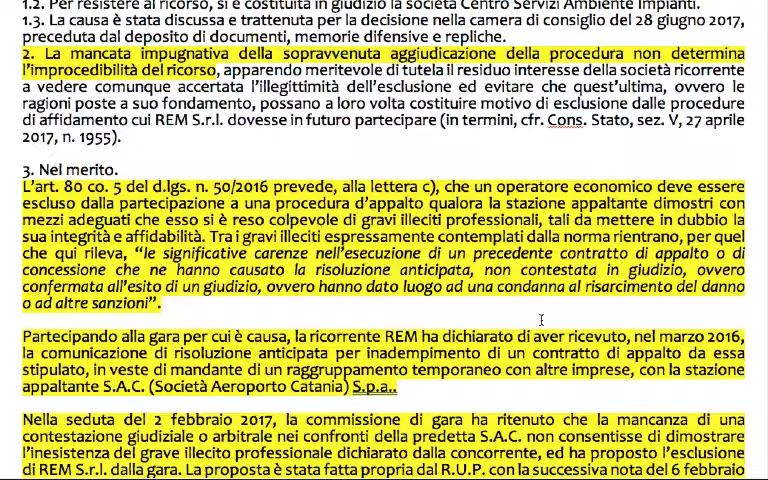 1.2. Per resistere al ricorso, si è costituita in giudizio la società Centro Servizi Ambiente Impianti.
1.3. La causa è stata discussa e trattenuta per la decisione nella camera di consiglio del 28 giugno 2017,
preceduta dal deposito di documenti, memorie difensive e repliche.
2. La mancata impugnativa della sopravvenuta aggiudicazione della procedura non determina
l’improcedibilità del ricorso, apparendo meritevole di tutela il residuo interesse della società ricorrente
a vedere comunque accertata l’illegittimità dell’esclusione ed evitare che quest’ultima, ovvero le
ragioni poste a suo fondamento, possano a loro volta costituire motivo di esclusione dalle procedure
di affidamento cui REM S.r.l. dovesse in futuro partecipare (in termini, cfr. Cons. Stato, sez. V, 27 aprile
2017, n. 1955).
3. Nel merito.
L’art. 80 co. 5 del d.lgs. n. 50/2016 prevede, alla lettera c), che un operatore economico deve essere
escluso dalla partecipazione a una procedura d’appalto qualora la stazione appaltante dimostri con
mezzi adeguati che esso si è reso colpevole di gravi illeciti professionali, tali da mettere in dubbio la
sua integrità e affidabilità. Tra i gravi illeciti espressamente contemplati dalla norma rientrano, per quel
che qui rileva, “le significative carenze nell’esecuzione di un precedente contratto di appalto o di
concessione che ne hanno causato la risoluzione anticipata, non contestata in giudizio, ovvero
confermata all’esito di un giudizio, ovvero hanno dato luogo ad una condanna al risarcimento del danno
o ad altre sanzioni”.
Partecipando alla gara per cui è causa, la ricorrente REM ha dichiarato di aver ricevuto, nel marzo 2016,
la comunicazione di risoluzione anticipata per inadempimento di un contratto di appalto da essa
stipulato, in veste di mandante di un raggruppamento temporaneo con altre imprese, con la stazione
appaltante S.A.C. (Società Aeroporto Catania) S.p.a..
Nella seduta del 2 febbraio 2017, la commissione di gara ha ritenuto che la mancanza di una
contestazione giudiziale o arbitrale nei confronti della predetta S.A.C. non consentisse di dimostrare
l’inesistenza del grave illecito professionale dichiarato dalla concorrente, ed ha proposto l’esclusione
di REM S.r.l. dalla gara. La proposta è stata fatta propria dal R.U.P. con la successiva nota del 6 febbraio